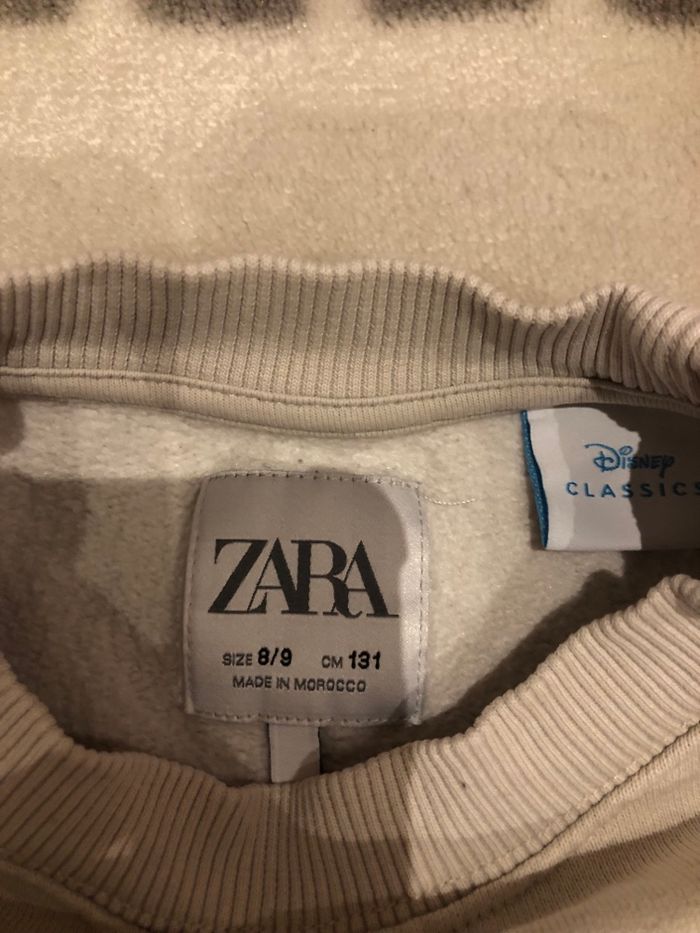 Disney
CLASSICS
ZARA
SIZE 8/9 CM 131
MADE IN MOROCCO